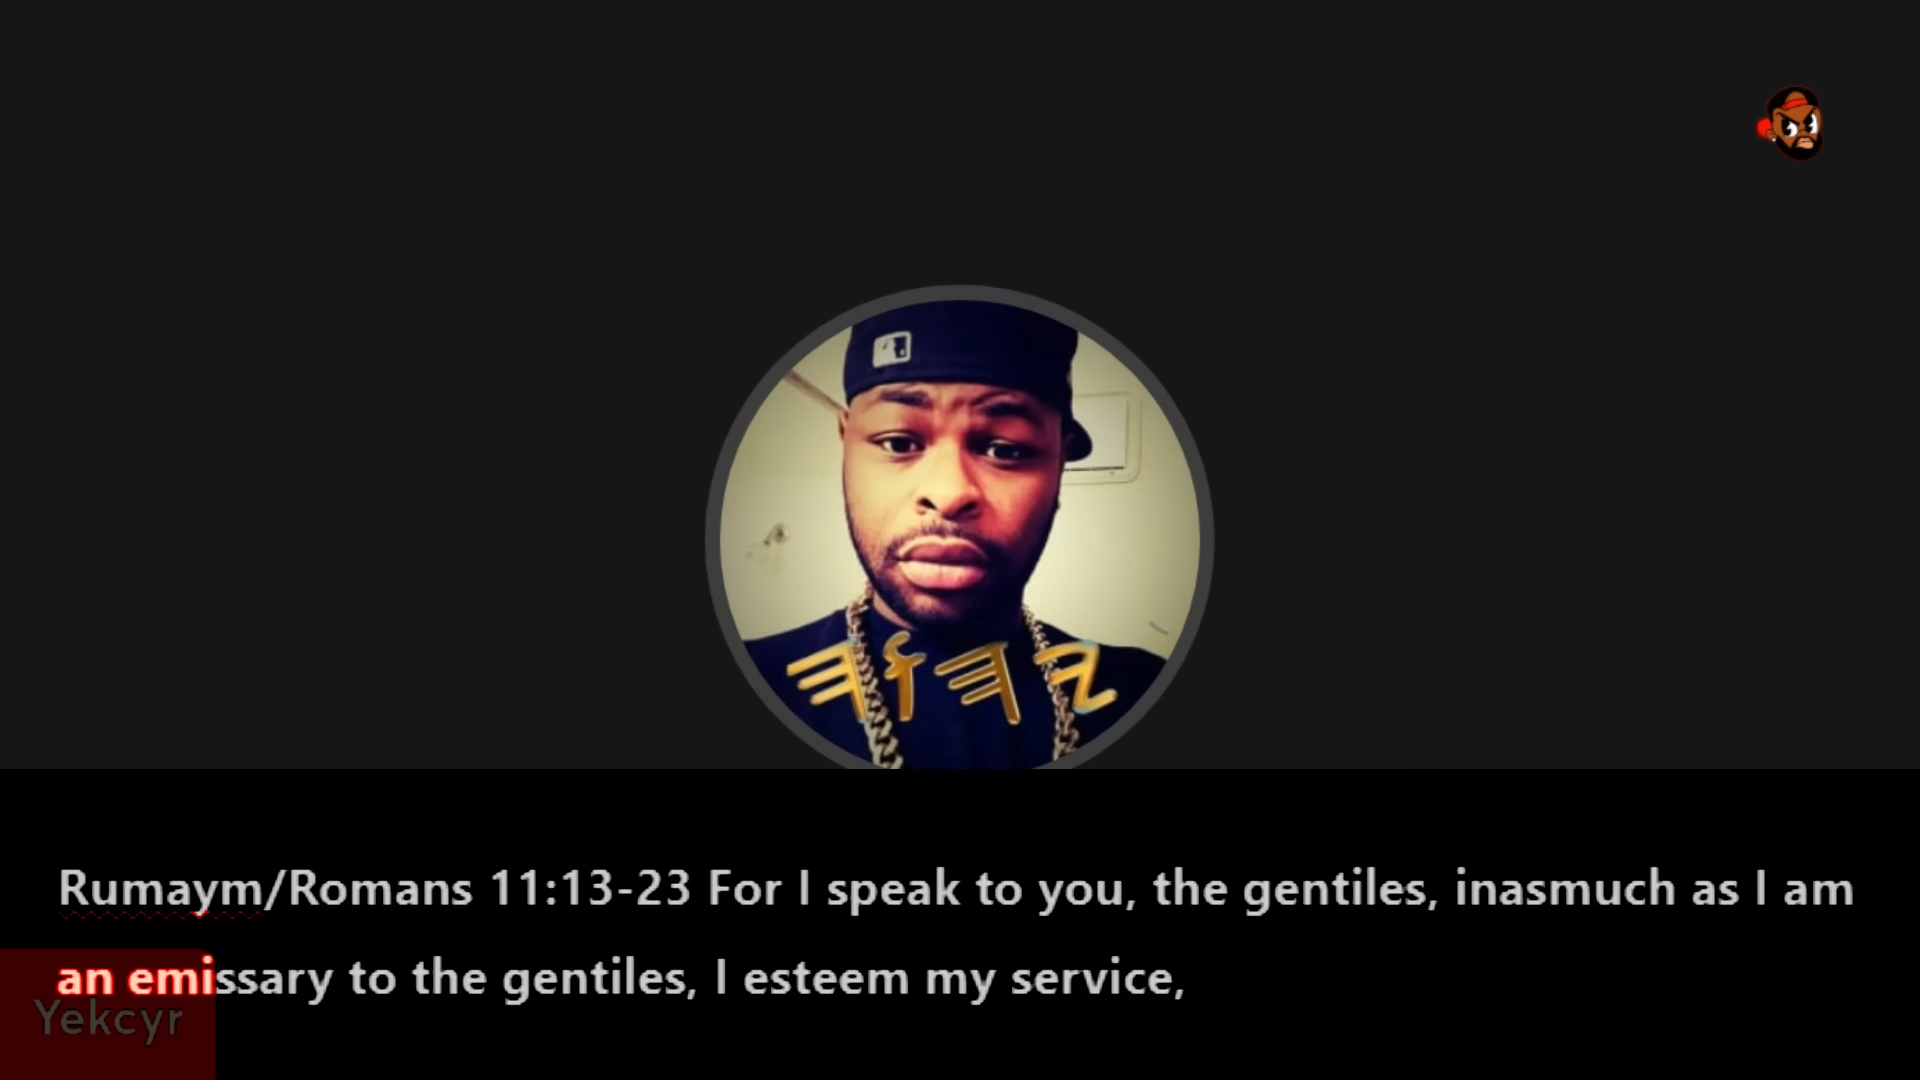 𐤉𐤄𐤅𐤄
Rumaym/Romans 11:13-23 For I speak to you, the gentiles, inasmuch as I am
an emissary to the gentiles, I esteem my service,
Yekcyr